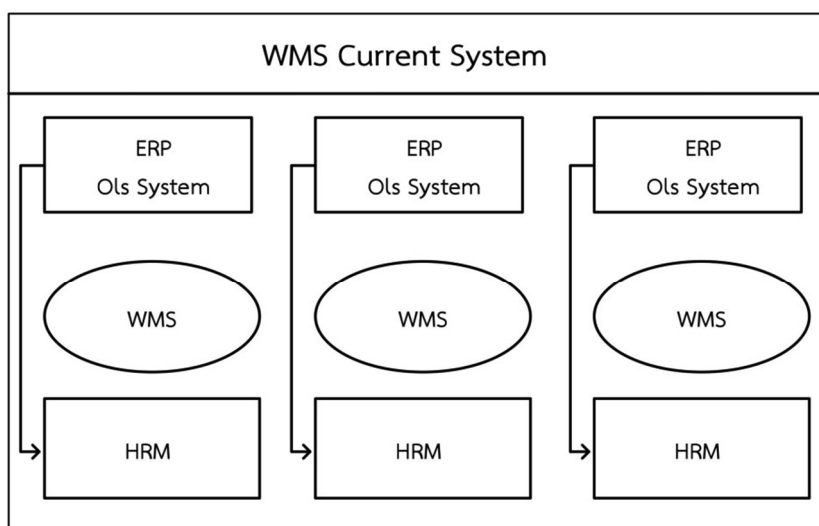 WMS Current System
ERP
Ols System
ERP
Ols System
ERP
Ols System
WMS
WMS
WMS
HRM
HRM
HRM